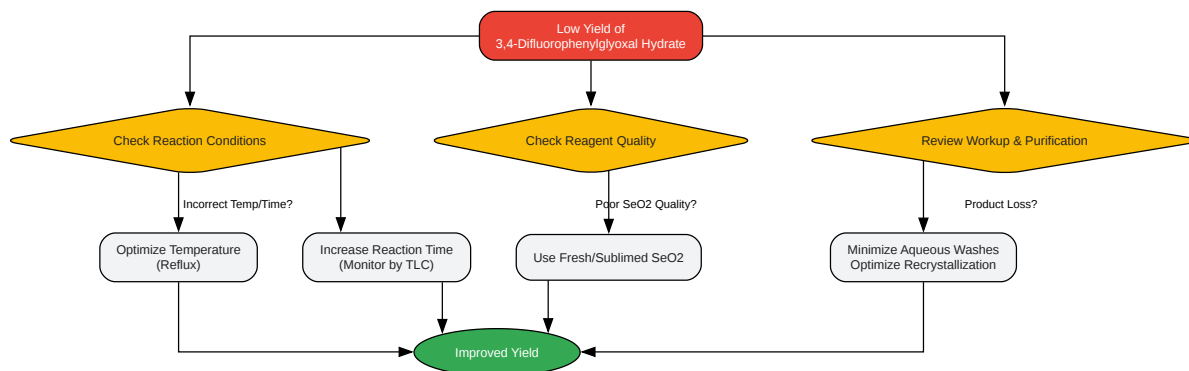 Low Yield of
3,4-Difluorophenylglyoxal Hydrate
Check Reaction Conditions
Check Reagent Quality
Review Workup & Purification
Incorrect Temp/Time?
Poor SeO2 Quality?
Product Loss?
Optimize Temperature
(Reflux)
Increase Reaction Time
(Monitor by TLC)
Use Fresh/Sublimed SeO2
Minimize Aqueous Washes
Optimize Recrystallization
Improved Yield